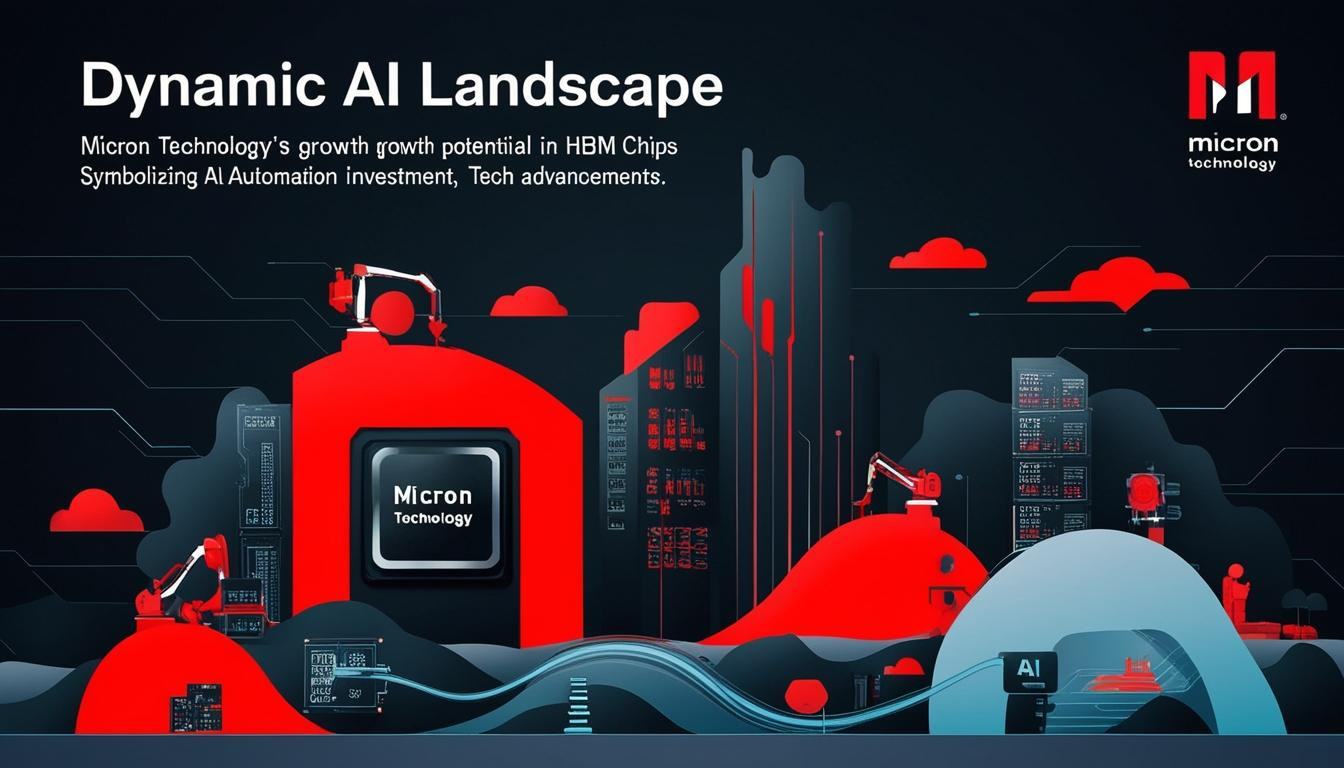 Dynamic AI Landscape
Micron Technology's growth growth potentiial in HBM Chips
Symbolizing AI Automation investment, Tech advancements.
micron
technology
Micron
Technology
AI